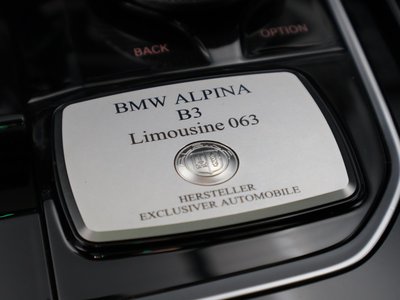 BACK
OPTION
BMW ALPINA
B3
Limousine 063
HERSTELLER
EXCLUSIVER AUTOMOBILE